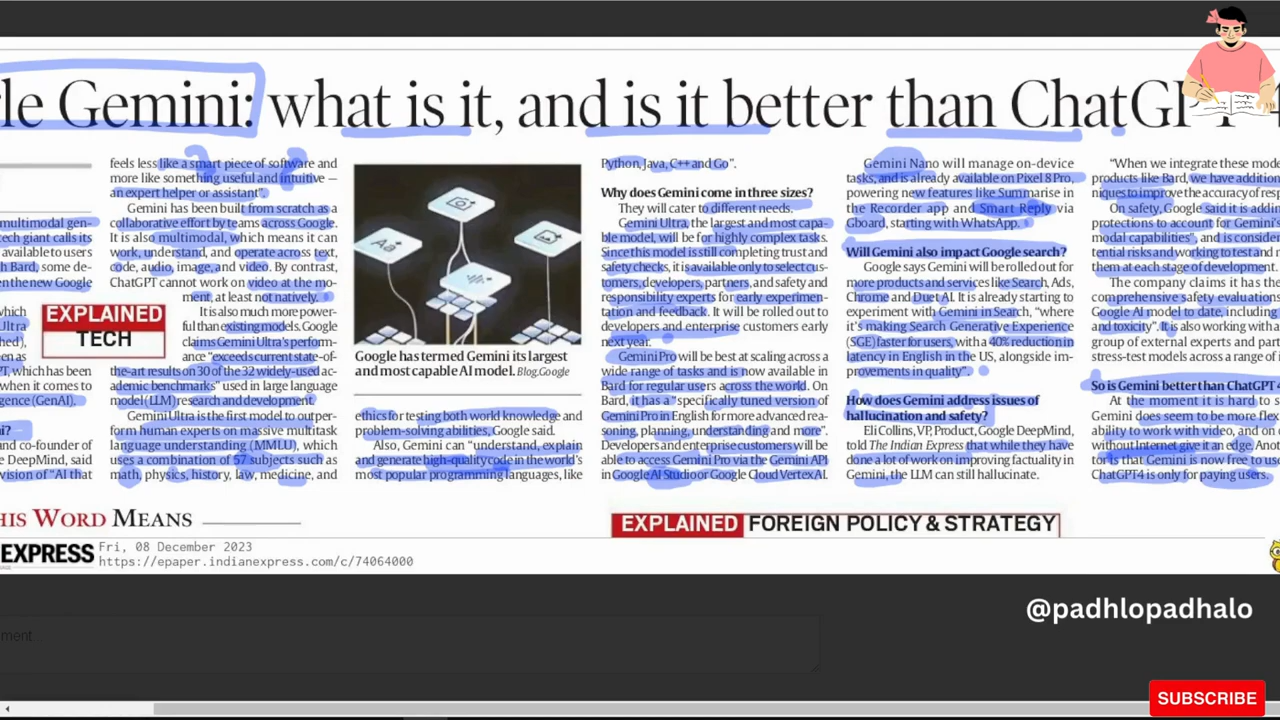 le Gemini: what is it, and is it better than ChatGPT
multimodal gen-
tech giant calls its
available to users
h Bard, some de-
en the new Google
which
Ultra
hed),
en as
PT, which has been
when it comes to
gence (GenAI).
ni?
nd co-founder of
e DeepMind, said
vision of "AI that
feels less like a smart piece of software and
more like something useful and intuitive —
an expert helper or assistant".
Gemini has been built from scratch as a
collaborative effort by teams across Google.
It is also multimodal, which means it can
work, understand, and operate across text,
code, audio, image, and video. By contrast,
ChatGPT cannot work on video at the mo-
ment, at least not natively.
It is also much more power-
ful than existing models. Google
claims Gemini Ultra's perform-
ance "exceeds current state-of-
the-art results on 30 of the 32 widely-used ac-
ademic benchmarks" used in large language
model (LLM) research and development.
Gemini Ultra is the first model to outper-
form human experts on massive multitask
language understanding (MMLU), which
uses a combination of 57 subjects such as
math, physics, history, law, medicine, and
EXPLAINED
TECH
Google has termed Gemini its largest
and most capable AI model. Blog.Google
ethics for testing both world knowledge and
problem-solving abilities, Google said.
Also, Gemini can "understand, explain
and generate high-quality code in the world's
most popular programming languages, like
Python, Java, C++ and Go".
Why does Gemini come in three sizes?
They will cater to different needs.
Gemini Ultra, the largest and most capa-
ble model, will be for highly complex tasks.
Since this model is still completing trust and
safety checks, it is available only to select cus-
tomers, developers, partners, and safety and
responsibility experts for early experimen-
tation and feedback. It will be rolled out to
developers and enterprise customers early
next year.
Gemini Pro will be best at scaling across a
wide range of tasks and is now available in
Bard for regular users across the world. On
Bard, it has a "specifically tuned version of
Gemini Pro in English for more advanced rea-
soning, planning, understanding and more".
Developers and enterprise customers will be
able to access Gemini Pro via the Gemini API
in Google AI Studio or Google Cloud Vertex AI.
Gemini Nano will manage on-device
tasks, and is already available on Pixel 8 Pro,
powering new features like Summarise in
the Recorder app and Smart Reply via
Gboard, starting with WhatsApp.
Will Gemini also impact Google search?
Google says Gemini will be rolled out for
more products and services like Search, Ads,
Chrome and Duet AI. It is already starting to
experiment with Gemini in Search, "where
it's making Search Generative Experience
(SGE) faster for users, with a 40% reduction in
latency in English in the US, alongside im-
provements in quality".
How does Gemini address issues of
hallucination and safety?
Eli Collins, VP, Product, Google DeepMind,
told The Indian Express that while they have
done a lot of work on improving factuality in
Gemini, the LLM can still hallucinate.
"When we integrate these mode
products like Bard, we have addition
niques to improve the accuracy of resp
On safety, Google said it is addin
protections to account for Gemini's
modal capabilities", and is consider
tential risks and working to test and m
them at each stage of development.
The company claims it has the
comprehensive safety evaluations
Google AI model to date, including
and toxicity". It is also working with a
group of external experts and part
stress-test models across a range of i
So is Gemini better than ChatGPT 4
At the moment it is hard to s
Gemini does seem to be more flex
ability to work with video, and on d
without Internet give it an edge. Anot
tor is that Gemini is now free to us
ChatGPT4 is only for paying users.
HIS WORD MEANS
EXPLAINED FOREIGN POLICY & STRATEGY
EXPRESS
Fri, 08 December 2023
https://epaper.indianexpress.com/c/74064000
@padhlopadhalo
ment
SUBSCRIBE